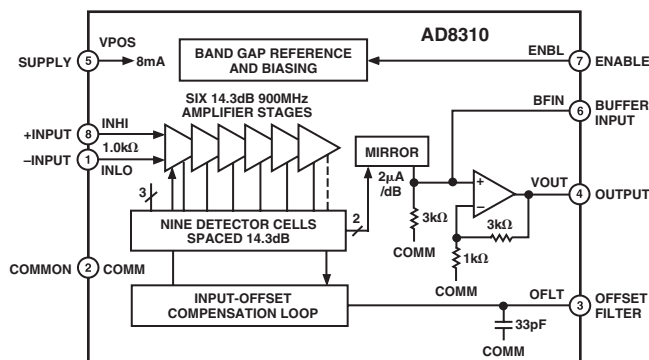 AD8310
SUPPLY
5
VPOS
8mA
BAND GAP REFERENCE
AND BIASING
ENBL
7
ENABLE
SIX 14.3dB 900MHz
AMPLIFIER STAGES
BFIN
6
BUFFER
INPUT
+INPUT
8
INHI
1.0kΩ
–INPUT
1
INLO
MIRROR
2μA
/dB
+
–
VOUT
4
OUTPUT
3
2
3kΩ
COMM
3kΩ
1kΩ
COMM
NINE DETECTOR CELLS
SPACED 14.3dB
COMMON
2
COMM
INPUT-OFFSET
COMPENSATION LOOP
OFLT
3
OFFSET
FILTER
33pF
COMM